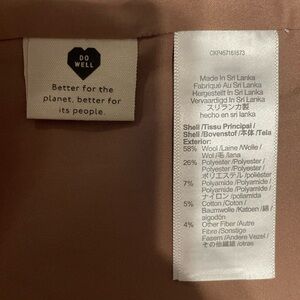 DO
WELL
Better for the
planet, better for
its people.
CKP457161573
Made In Sri Lanka
Fabriqué Au Sri Lanka
Hergestellt In Sri Lanka
Vervaardigd In Sri Lanka
スリランカ製
hecho en sri lanka
Shell /Tissu Principal /
Shell /Bovenstof /本体 /Tela
Exterior:
58% Wool /Laine /Wolle /
Wol /毛 /lana
26% Polyester /Polyester /
Polyester /Polyester /
ポリエステル /poliéster
7% Polyamide /Polyamide /
Polyamide /Polyamide /
ナイロン /poliamida
5% Cotton /Coton /
Baumwolle /Katoen /綿 /
algodón
4% Other Fiber /Autre
Fibre /Sonstige
Fasern /Andere Vezel /
その他繊維 /otras